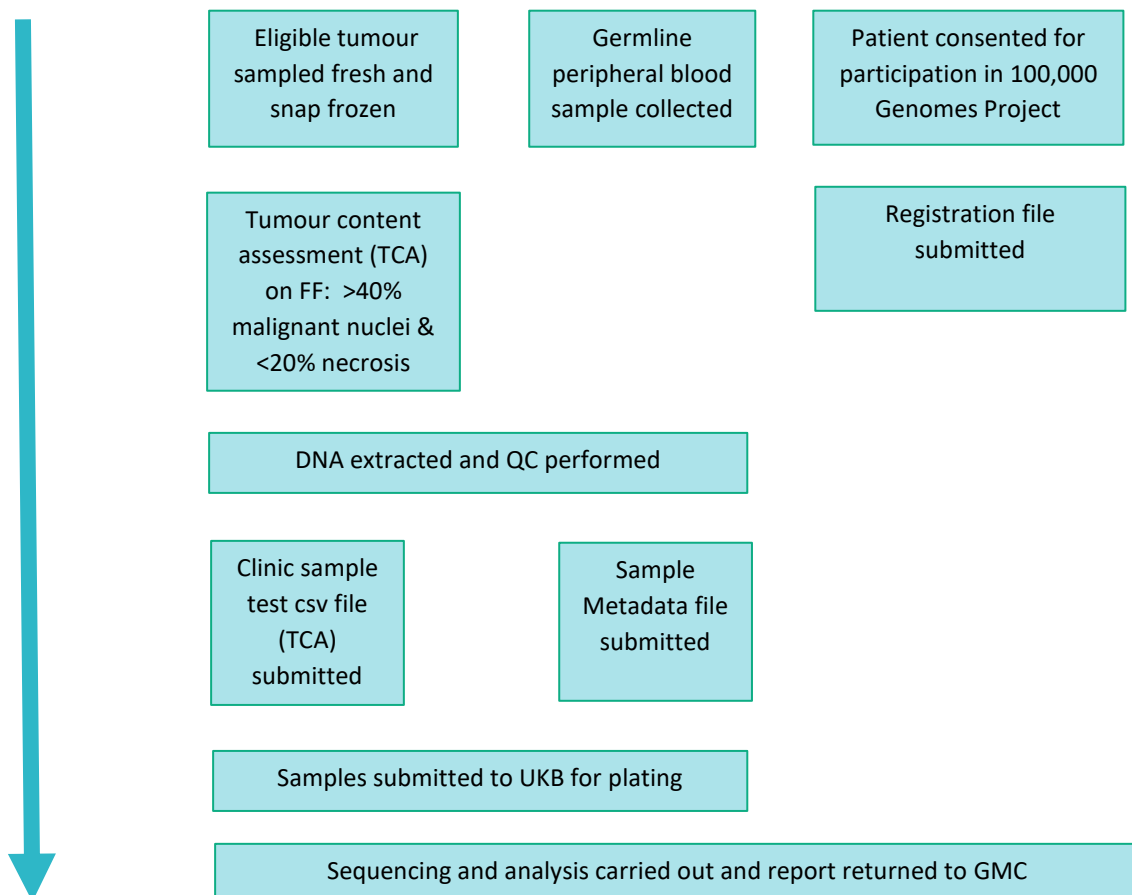 Eligible tumour
sampled fresh and
snap frozen
Germline
peripheral blood
sample collected
Patient consented for
participation in 100,000
Genomes Project
Tumour content
assessment (TCA)
on FF:  >40%
malignant nuclei &
<20% necrosis
Registration file
submitted
DNA extracted and QC performed
Clinic sample
test csv file
(TCA)
submitted
Sample
Metadata file
submitted
Samples submitted to UKB for plating
Sequencing and analysis carried out and report returned to GMC